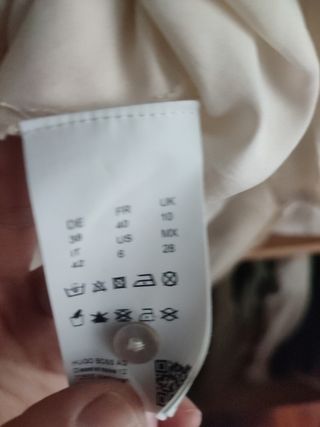 DE FR UK
38 40 10
IT US MX
42 6 28
HUGO BOSS AG